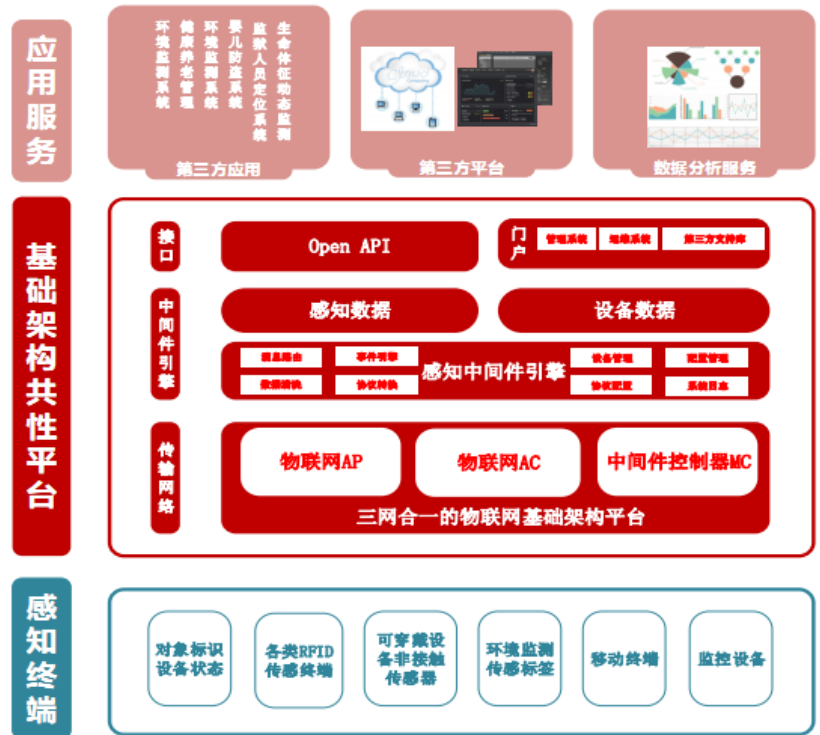 应用服务
环境监测系统
健康养老管理
环境监测系统
婴儿防盗系统
监狱人员定位系统
生命体征动态监测
第三方应用
第三方平台
数据分析服务
基础架构共性平台
接口
Open API
门户
管理系统
运维系统
第三方支持库
中间件引擎
感知数据
设备数据
消息路由
事件引擎
感知中间件引擎
设备管理
配置管理
数据清洗
协议转换
协议配置
系统日志
传输网络
物联网AP
物联网AC
中间件控制器MC
三网合一的物联网基础架构平台
感知终端
对象标识
设备状态
各类RFID
传感终端
可穿戴设
备非接触
传感器
环境监测
传感标签
移动终端
监控设备